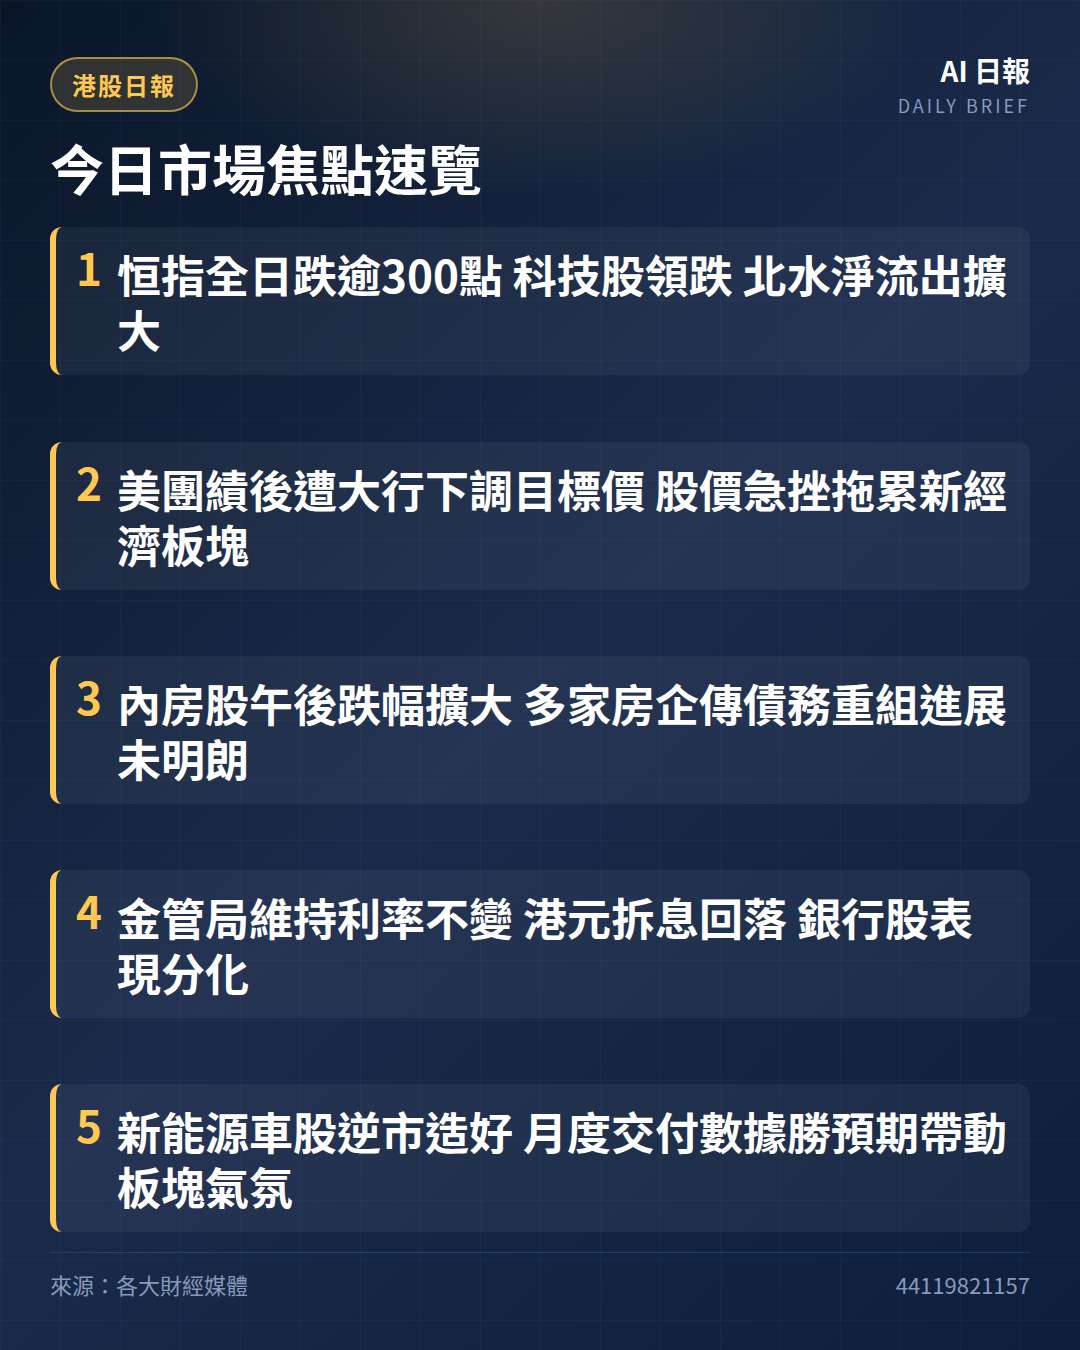 港股日報
AI 日報
DAILY BRIEF
今日市場焦點速覽
1 恒指全日跌逾300點 科技股領跌 北水淨流出擴
大
2 美團績後遭大行下調目標價 股價急挫拖累新經
濟板塊
3 內房股午後跌幅擴大 多家房企傳債務重組進展
未明朗
4 金管局維持利率不變 港元拆息回落 銀行股表
現分化
5 新能源車股逆市造好 月度交付數據勝預期帶動
板塊氣氛
來源：各大財經媒體
44119821157